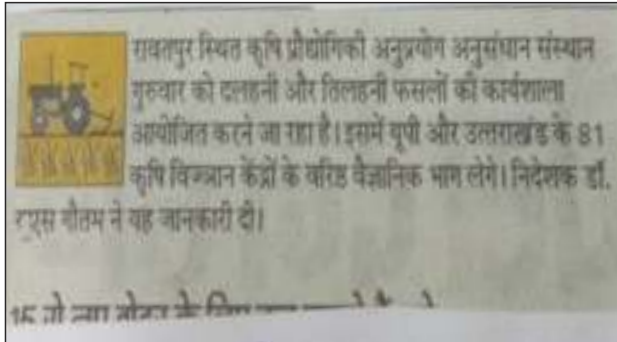 रावतपुर स्थित कृषि प्रौद्योगिकी अनुप्रयोग अनुसंधान संस्थान
गुरुवार को दलहनी और तिलहनी फसलों की कार्यशाला
आयोजित करने जा रहा है। इसमें यूपी और उत्तराखंड के 81
कृषि विज्ञान केंद्रों के वरिष्ठ वैज्ञानिक भाग लेंगे। निदेशक डॉ.
गौतम ने यह जानकारी दी।